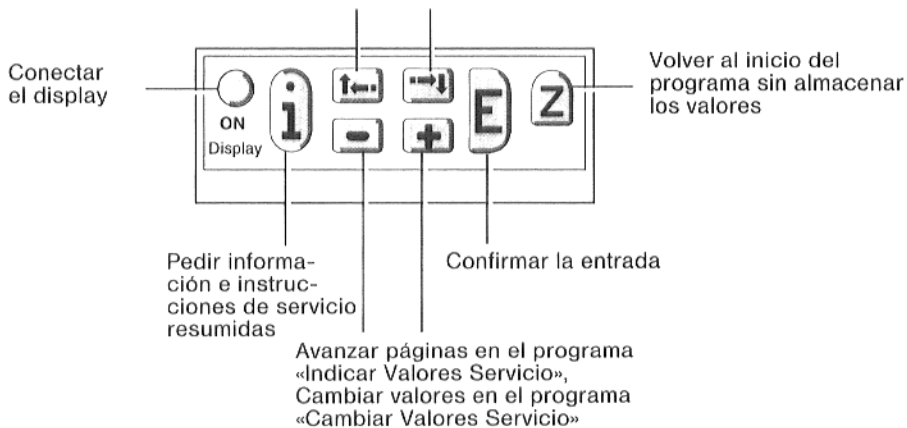 Conectar
el display
ON
Display
i
E
Z
Volver al inicio del
programa sin almacenar
los valores
Pedir informa-
ción e instruc-
ciones de servicio
resumidas
Confirmar la entrada
Avanzar páginas en el programa
«Indicar Valores Servicio»,
Cambiar valores en el programa
«Cambiar Valores Servicio»